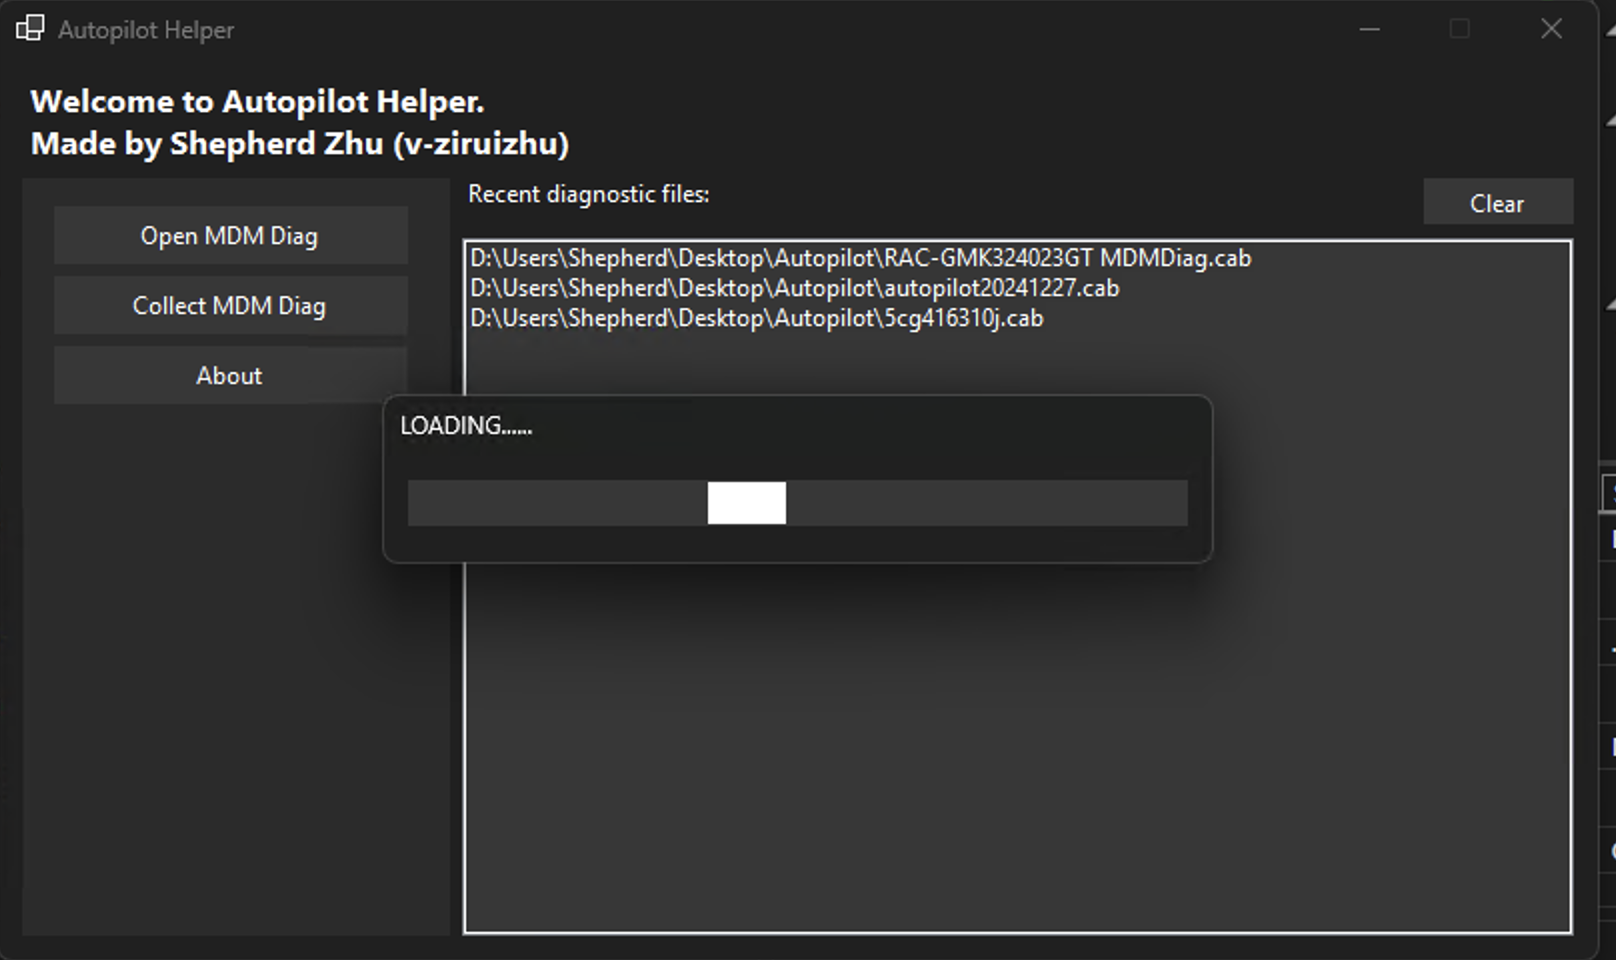 Autopilot Helper
Welcome to Autopilot Helper.
Made by Shepherd Zhu (v-ziruizhu)
Open MDM Diag
Collect MDM Diag
About
Recent diagnostic files:
Clear
D:\Users\Shepherd\Desktop\Autopilot\RAC-GMK324023GT MDMDiag.cab
D:\Users\Shepherd\Desktop\Autopilot\autopilot20241227.cab
D:\Users\Shepherd\Desktop\Autopilot\5cg416310j.cab
LOADING......